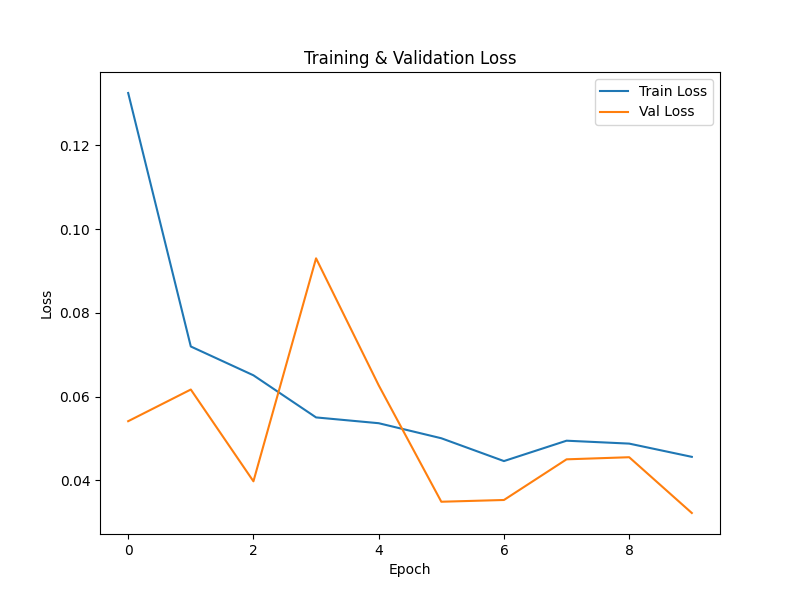 Training & Validation Loss
Train Loss
Val Loss
0.12
0.10
0.08
0.06
0.04
Loss
0 2 4 6 8
Epoch